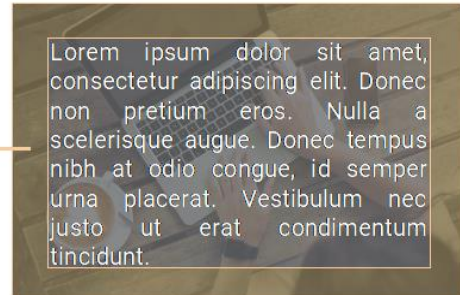 Lorem ipsum dolor sit amet,
consectetur adipiscing elit. Donec
non pretium eros. Nulla a
scelerisque augue. Donec tempus
nibh at odio congue, id semper
urna placerat. Vestibulum nec
justo ut erat condimentum
tincidunt.